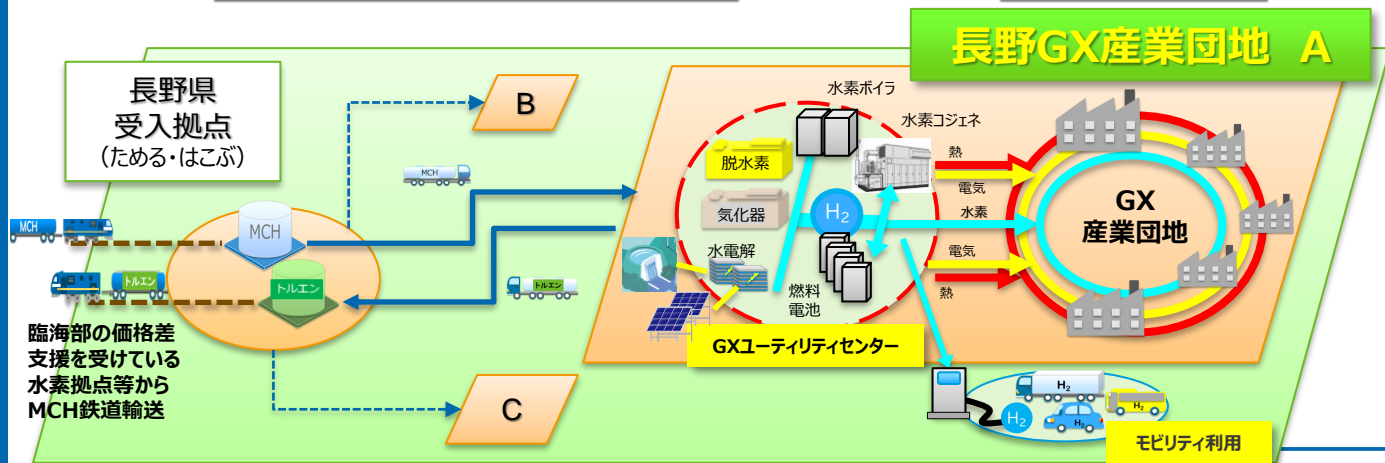 長野GX産業団地 A
長野県
受入拠点
（ためる・はこぶ）
B
MCH
MCH
MCH
トルエン
トルエン
トルエン
臨海部の価格差
支援を受けている
水素拠点等から
MCH鉄道輸送
C
水素ボイラ
水素コジェネ
脱水素
気化器
H₂
水電解
燃料
電池
GXユーティリティセンター
熱
電気
水素
電気
熱
GX
産業団地
H₂
H₂
H₂
H₂
モビリティ利用